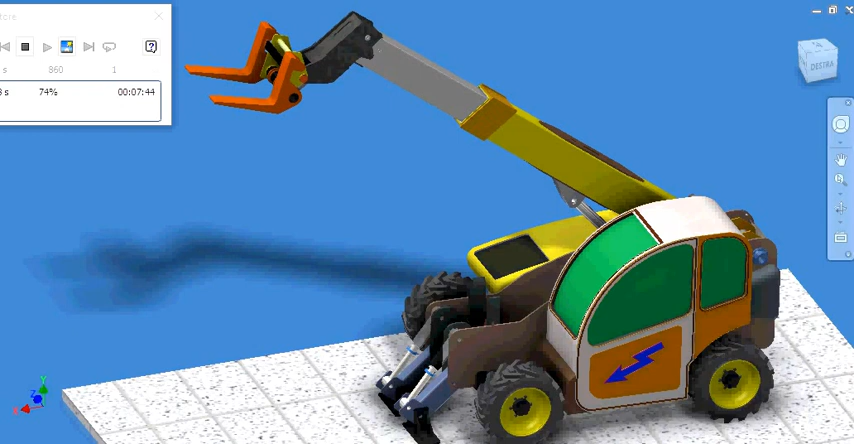 s 860 1
s 74% 00:07:44
DESTRA
Y
Z